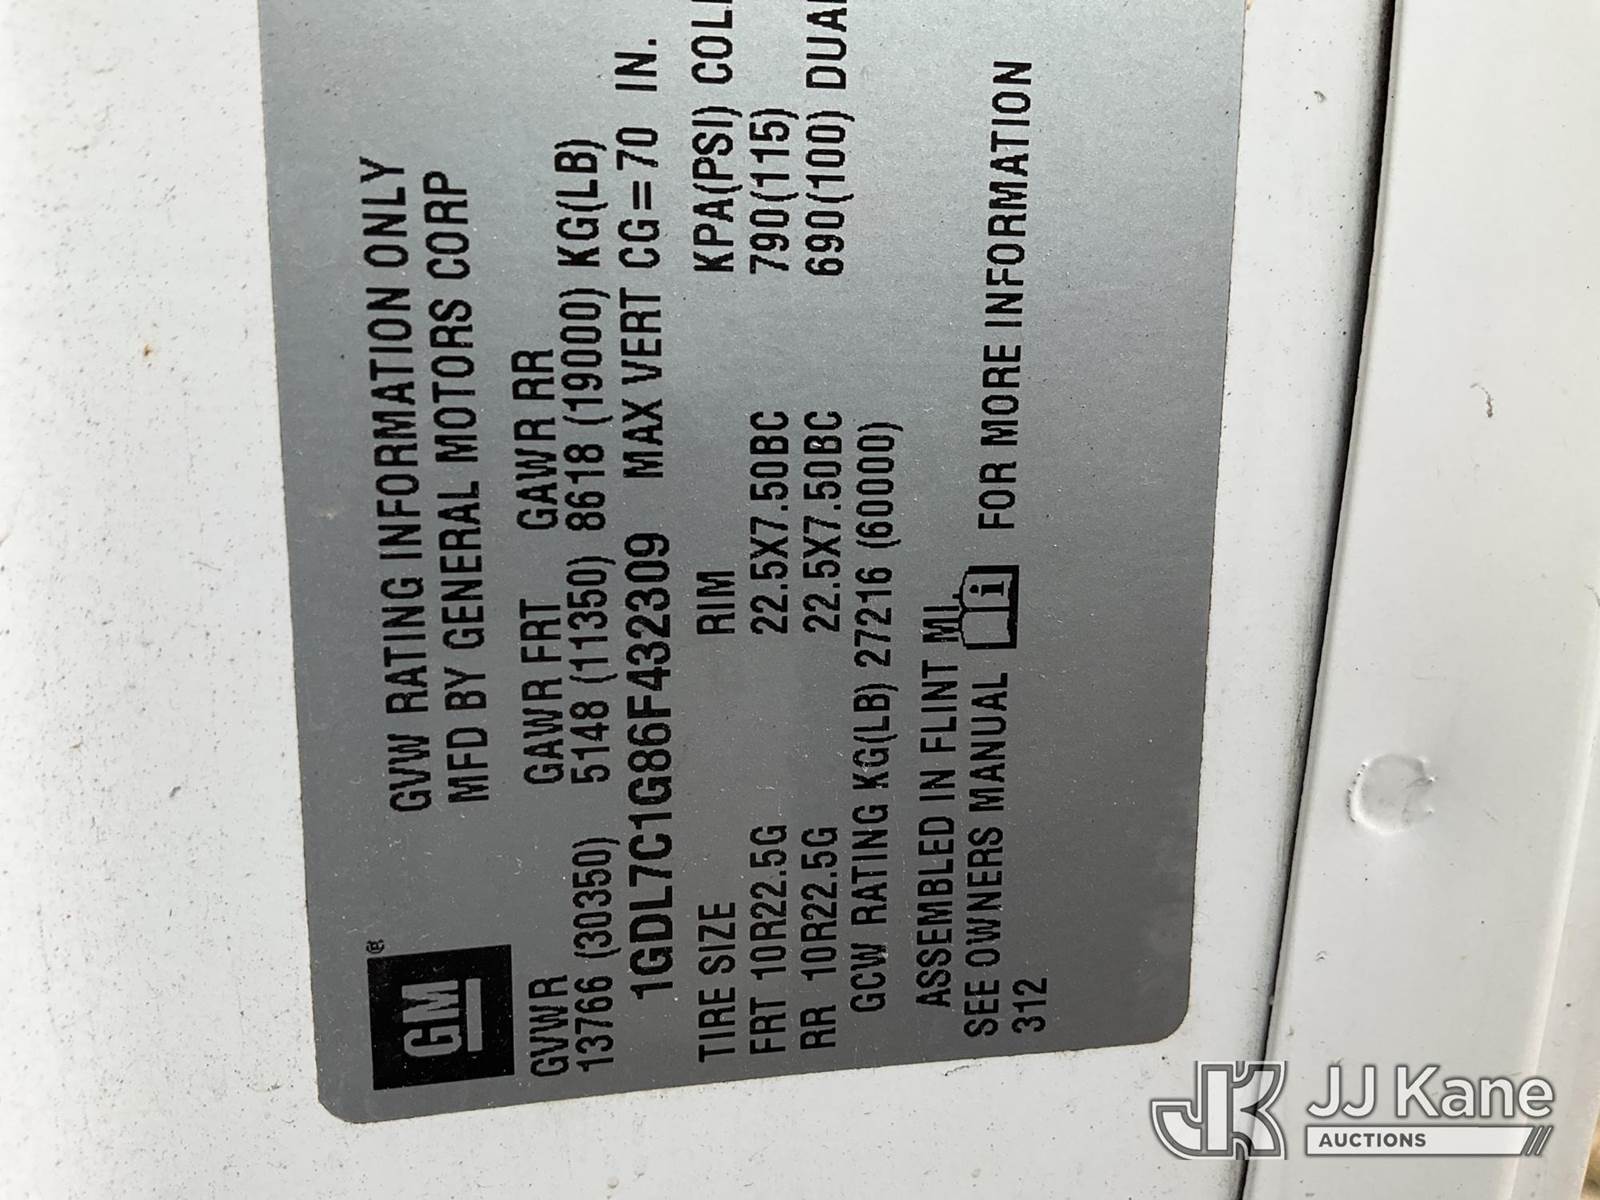 GM®
GVW RATING INFORMATION ONLY
MFD BY GENERAL MOTORS CORP
GVWR GAWR FRT GAWR RR
13766 (30350) 5148 (11350) 8618 (19000) KG(LB)
1GDL7C1G86F432309 MAX VERT CG=70 IN.
TIRE SIZE RIM KPA(PSI)
FRT 10R22.5G 22.5X7.50BC 790(115)
RR 10R22.5G 22.5X7.50BC 690(100)
GCW RATING KG(LB) 27216 (60000)
ASSEMBLED IN FLINT MI.
SEE OWNERS MANUAL i FOR MORE INFORMATION
312
JK JJ Kane
AUCTIONS